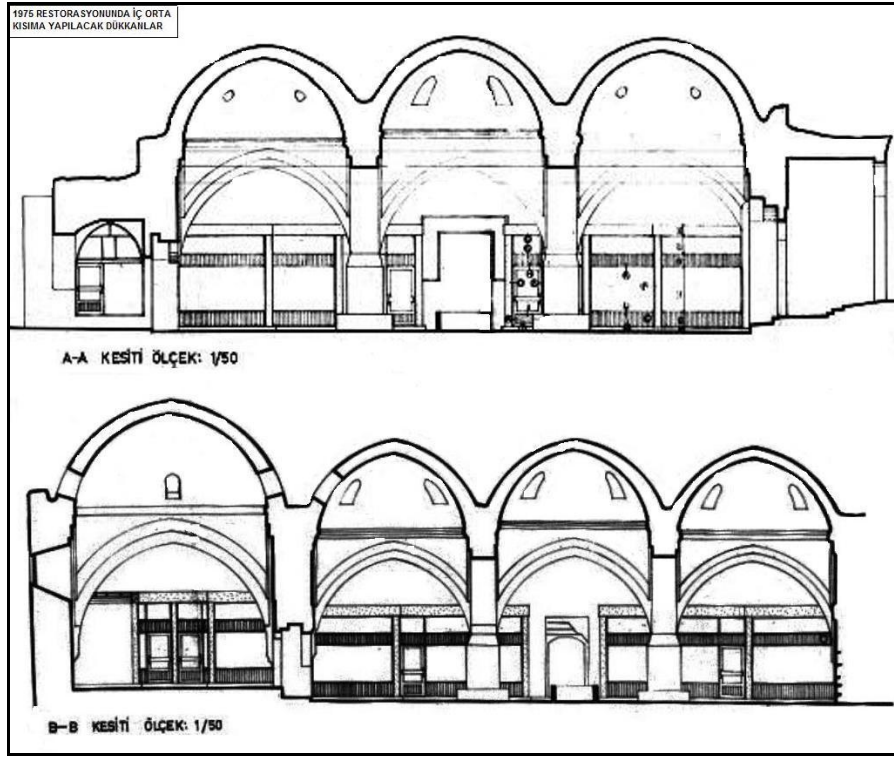 1975 RESTORASYONUNDA İÇ ORTA
KISIMA YAPILACAK DÜKKANLAR
A-A KESİTİ ÖLÇEK: 1/50
B-B KESİTİ ÖLÇEK: 1/50